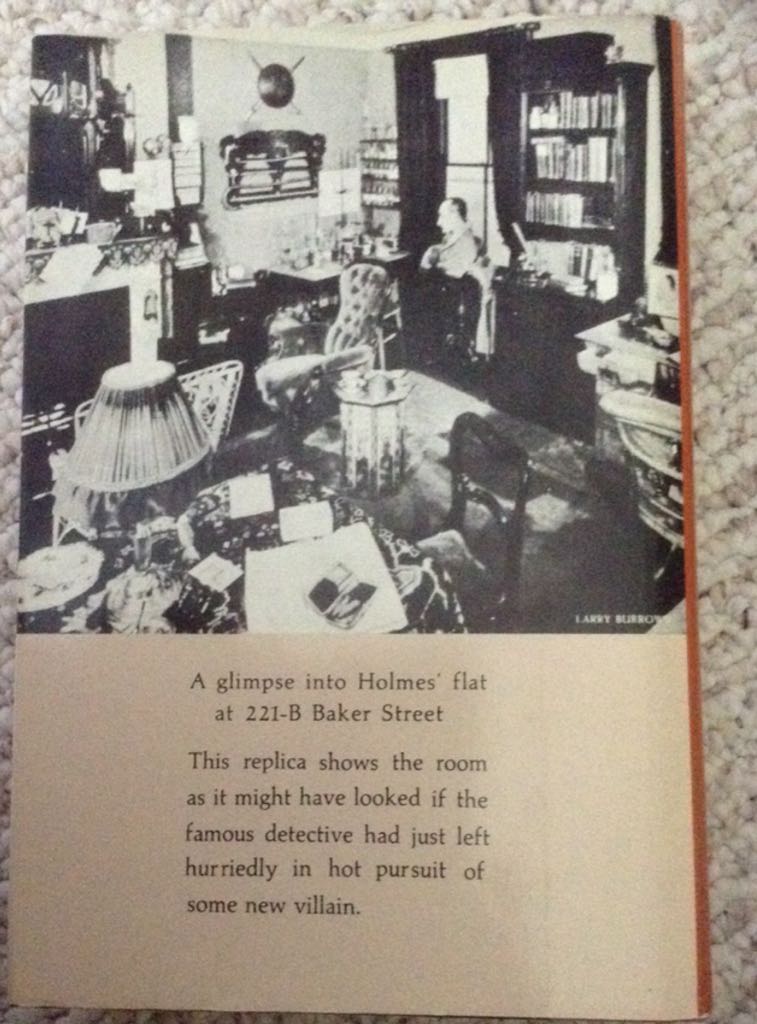 LARRY BURROW
A glimpse into Holmes' flat
at 221-B Baker Street
This replica shows the room
as it might have looked if the
famous detective had just left
hurriedly in hot pursuit of
some new villain.